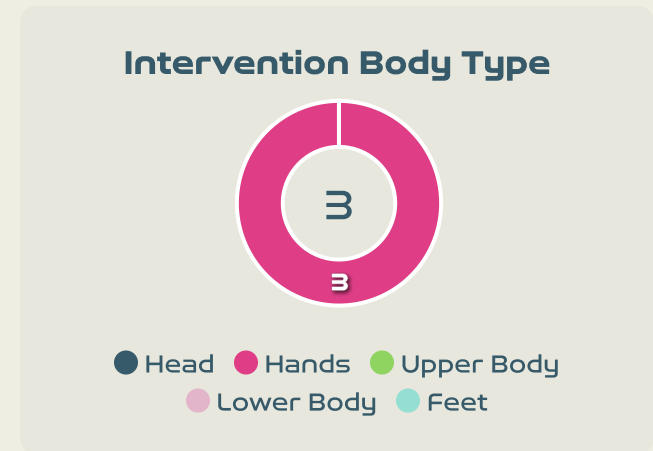 Intervention Body Type
3
3
Head Hands Upper Body
Lower Body Feet